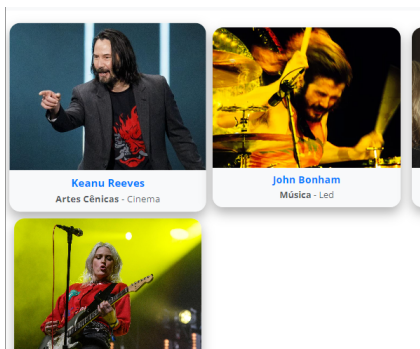 Keanu Reeves
Artes Cênicas - Cinema
John Bonham
Música - Led